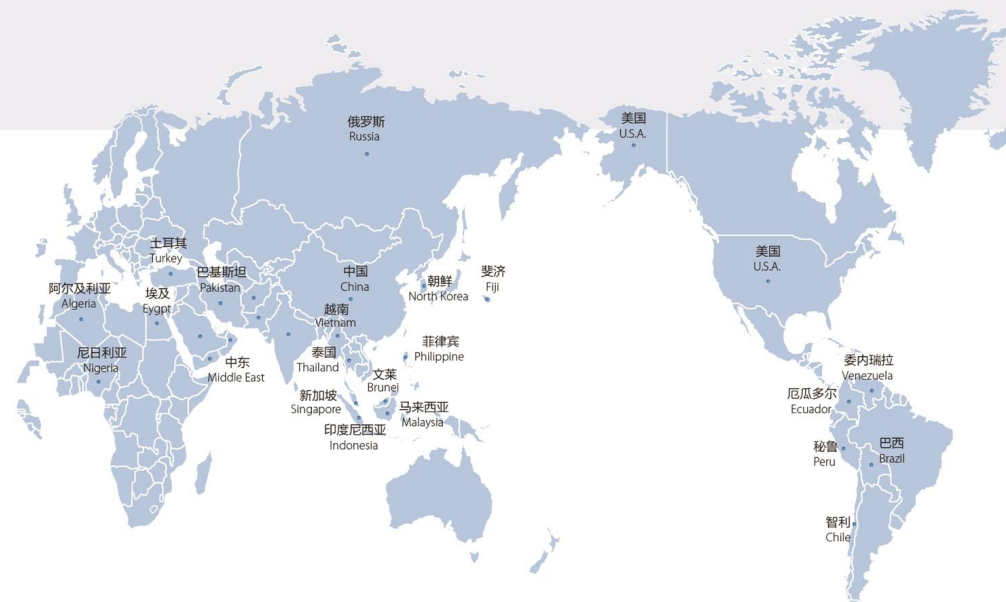 俄罗斯
Russia
美国
U.S.A.
土耳其
Turkey
巴基斯坦
Pakistan
中国
China
朝鲜
North Korea
斐济
Fiji
美国
U.S.A.
阿尔及利亚
Algeria
埃及
Eygpt
越南
Vietnam
尼日利亚
Nigeria
中东
Middle East
泰国
Thailand
菲律宾
Philippine
文莱
Brunei
新加坡
Singapore
马来西亚
Malaysia
印度尼西亚
Indonesia
委内瑞拉
Venezuela
厄瓜多尔
Ecuador
秘鲁
Peru
巴西
Brazil
智利
Chile